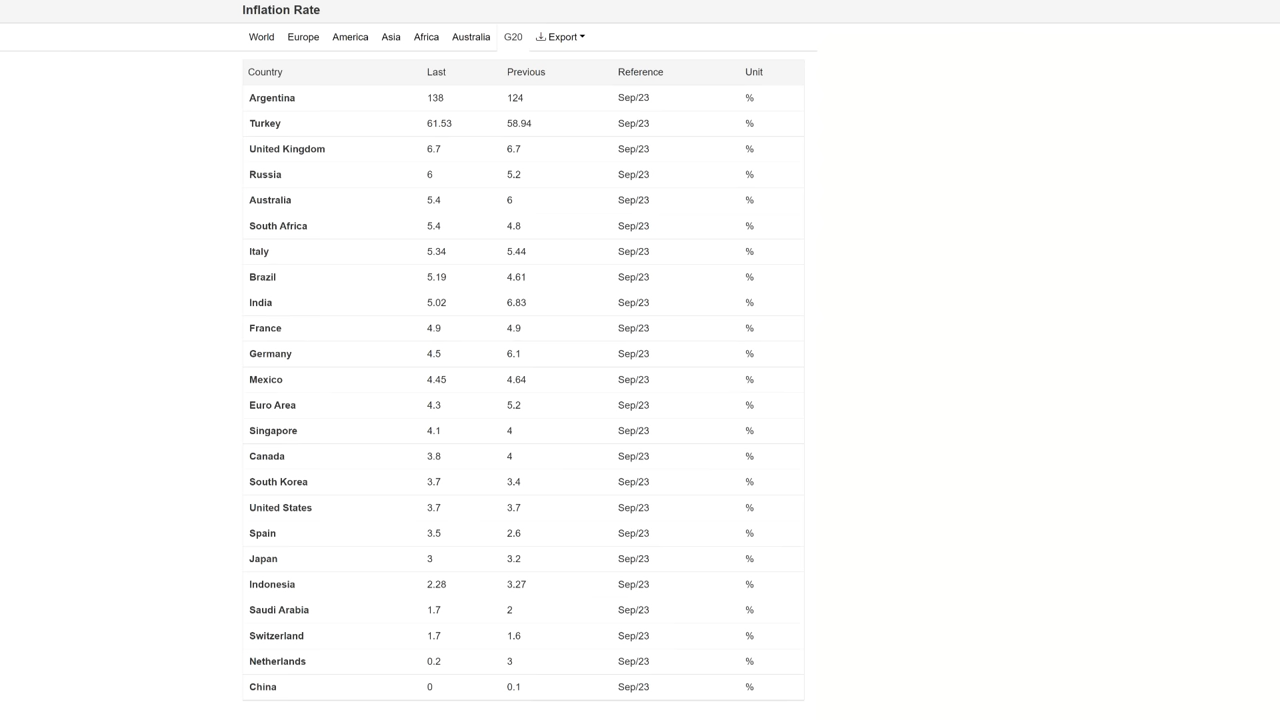 Inflation Rate
World Europe America Asia Africa Australia G20 Export
Country Last Previous Reference Unit
Argentina 138 124 Sep/23 %
Turkey 61.53 58.94 Sep/23 %
United Kingdom 6.7 6.7 Sep/23 %
Russia 6 5.2 Sep/23 %
Australia 5.4 6 Sep/23 %
South Africa 5.4 4.8 Sep/23 %
Italy 5.34 5.44 Sep/23 %
Brazil 5.19 4.61 Sep/23 %
India 5.02 6.83 Sep/23 %
France 4.9 4.9 Sep/23 %
Germany 4.5 6.1 Sep/23 %
Mexico 4.45 4.64 Sep/23 %
Euro Area 4.3 5.2 Sep/23 %
Singapore 4.1 4 Sep/23 %
Canada 3.8 4 Sep/23 %
South Korea 3.7 3.4 Sep/23 %
United States 3.7 3.7 Sep/23 %
Spain 3.5 2.6 Sep/23 %
Japan 3 3.2 Sep/23 %
Indonesia 2.28 3.27 Sep/23 %
Saudi Arabia 1.7 2 Sep/23 %
Switzerland 1.7 1.6 Sep/23 %
Netherlands 0.2 3 Sep/23 %
China 0 0.1 Sep/23 %